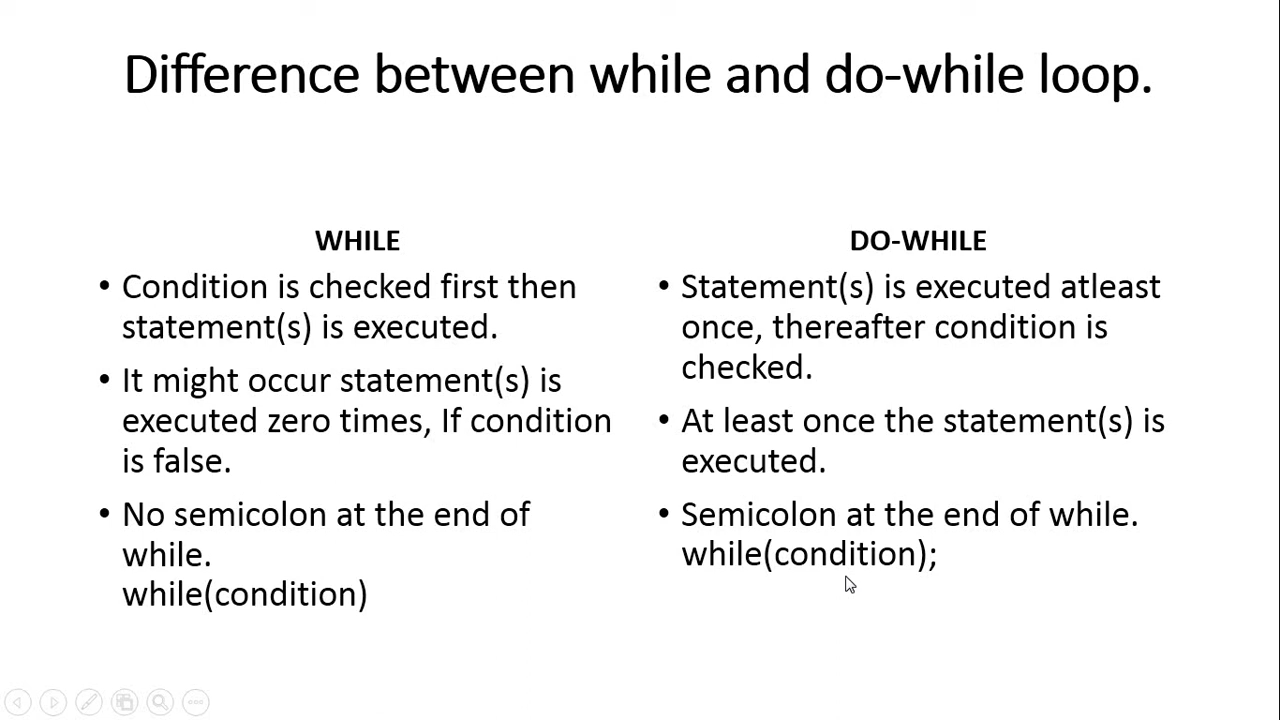 Difference between while and do-while loop.
WHILE
• Condition is checked first then
statement(s) is executed.
• It might occur statement(s) is
executed zero times, If condition
is false.
• No semicolon at the end of
while.
while(condition)
DO-WHILE
• Statement(s) is executed atleast
once, thereafter condition is
checked.
• At least once the statement(s) is
executed.
• Semicolon at the end of while.
while(condition);